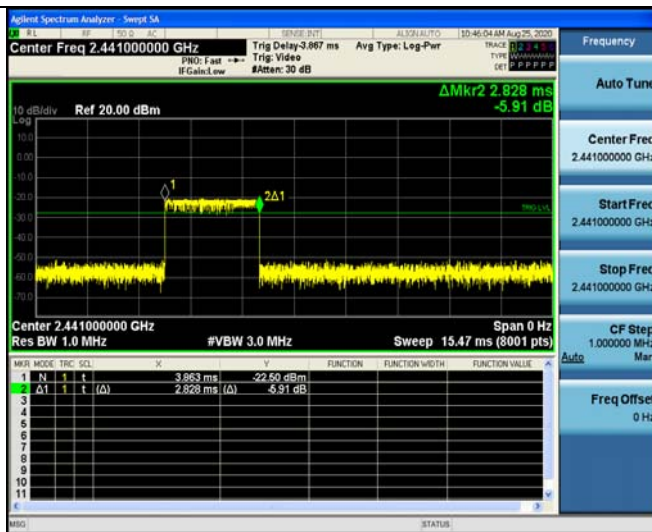 Agilent Spectrum Analyzer - Swept SA
RL RF 50 Ω AC SENSE:INT ALIGNAUTO 10:46:04 AM Aug 25, 2020
Center Freq 2.441000000 GHz
PNO: Fast
IFGain:Low
Trig Delay-3.867 ms
Trig: Video
#Atten: 30 dB
Avg Type: Log-Pwr
TRACE 1 2 3 4 5 6
TYPE
DET P P P P P P
ΔMkr2 2.828 ms
-5.91 dB
10 dB/div Ref 20.00 dBm
Log
10.0
0.00
-10.0
-20.0
-30.0
-40.0
-50.0
-60.0
-70.0
1
2Δ1
TRIG LVL
Center 2.441000000 GHz Span 0 Hz
Res BW 1.0 MHz #VBW 3.0 MHz Sweep 15.47 ms (8001 pts)
MKR MODE TRC SCL X Y FUNCTION FUNCTION WIDTH FUNCTION VALUE
1 N 1 t 3.863 ms -22.50 dBm
2 Δ1 1 t (Δ) 2.828 ms (Δ) -5.91 dB
3
4
5
6
7
8
9
10
11
MSG STATUS
Frequency
Auto Tune
Center Freq
2.441000000 GHz
Start Freq
2.441000000 GHz
Stop Freq
2.441000000 GHz
CF Step
1.000000 MHz
Auto Man
Freq Offset
0 Hz